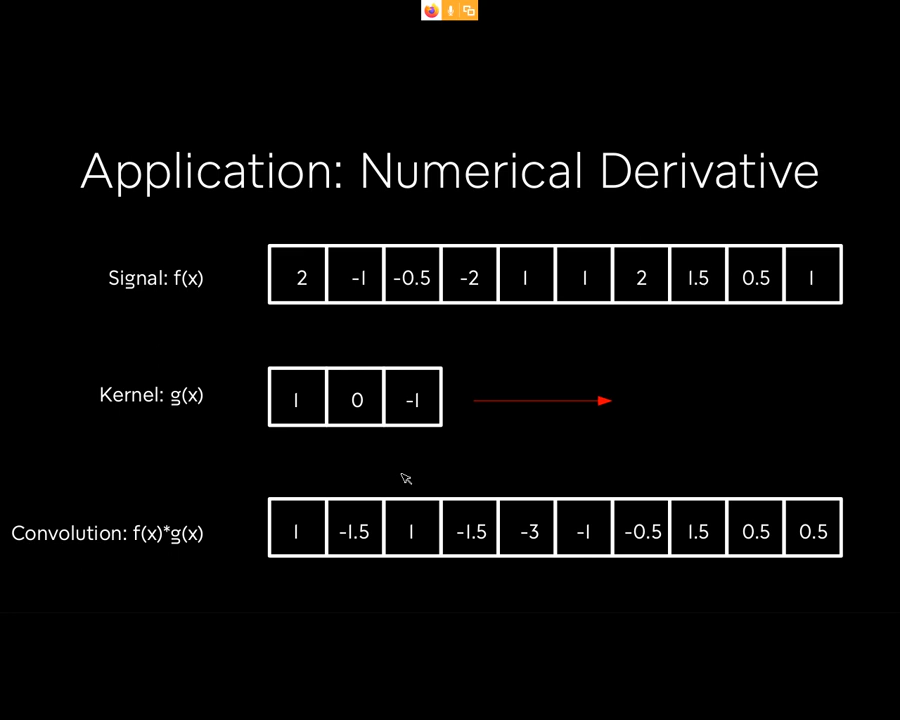 Application: Numerical Derivative
Signal: f(x) 2 -1 -0.5 -2 1 1 2 1.5 0.5 1
Kernel: g(x) 1 0 -1
Convolution: f(x)*g(x) 1 -1.5 1 -1.5 -3 -1 -0.5 1.5 0.5 0.5